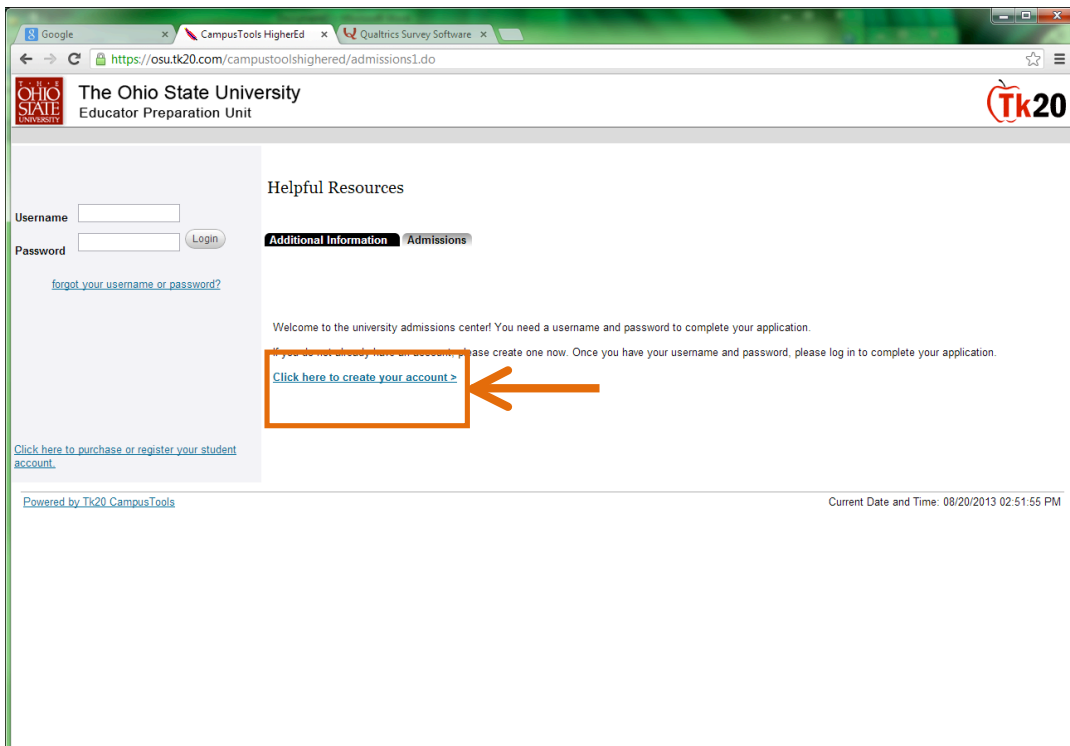 Google
CampusTools HigherEd
Qualtrics Survey Software
https://osu.tk20.com/campustoolshighered/admissions1.do
T · H · E
OHIO
STATE
UNIVERSITY
The Ohio State University
Educator Preparation Unit
Tk20
Helpful Resources
Username
Password
Login
forgot your username or password?
Additional Information
Admissions
Welcome to the university admissions center! You need a username and password to complete your application.
If you do not already have an account, please create one now. Once you have your username and password, please log in to complete your application.
Click here to create your account >
Click here to purchase or register your student
account.
Powered by Tk20 CampusTools
Current Date and Time: 08/20/2013 02:51:55 PM